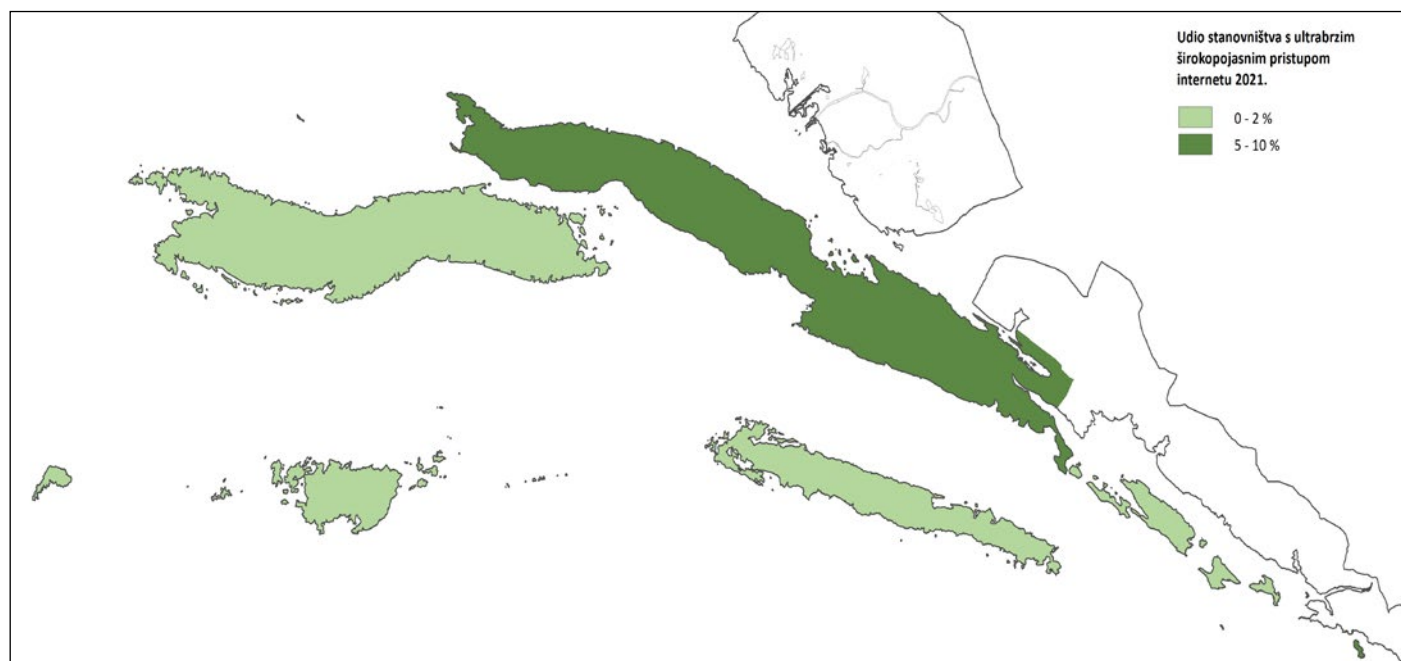 Udio stanovništva s ultrabrzim
širokopojasnim pristupom
internetu 2021.
0 - 2 %
5 - 10 %